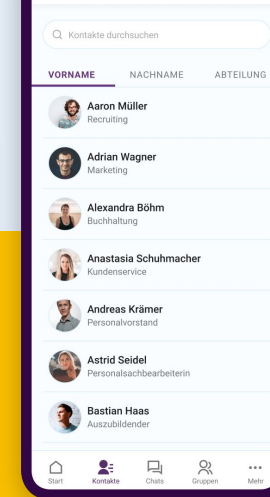 Kontakte durchsuchen
VORNAME NACHNAME ABTEILUNG
Aaron Müller
Recruiting
Adrian Wagner
Marketing
Alexandra Böhm
Buchhaltung
Anastasia Schuhmacher
Kundenservice
Andreas Krämer
Personalvorstand
Astrid Seidel
Personalsachbearbeiterin
Bastian Haas
Auszubildender
Start Kontakte Chats Gruppen Mehr